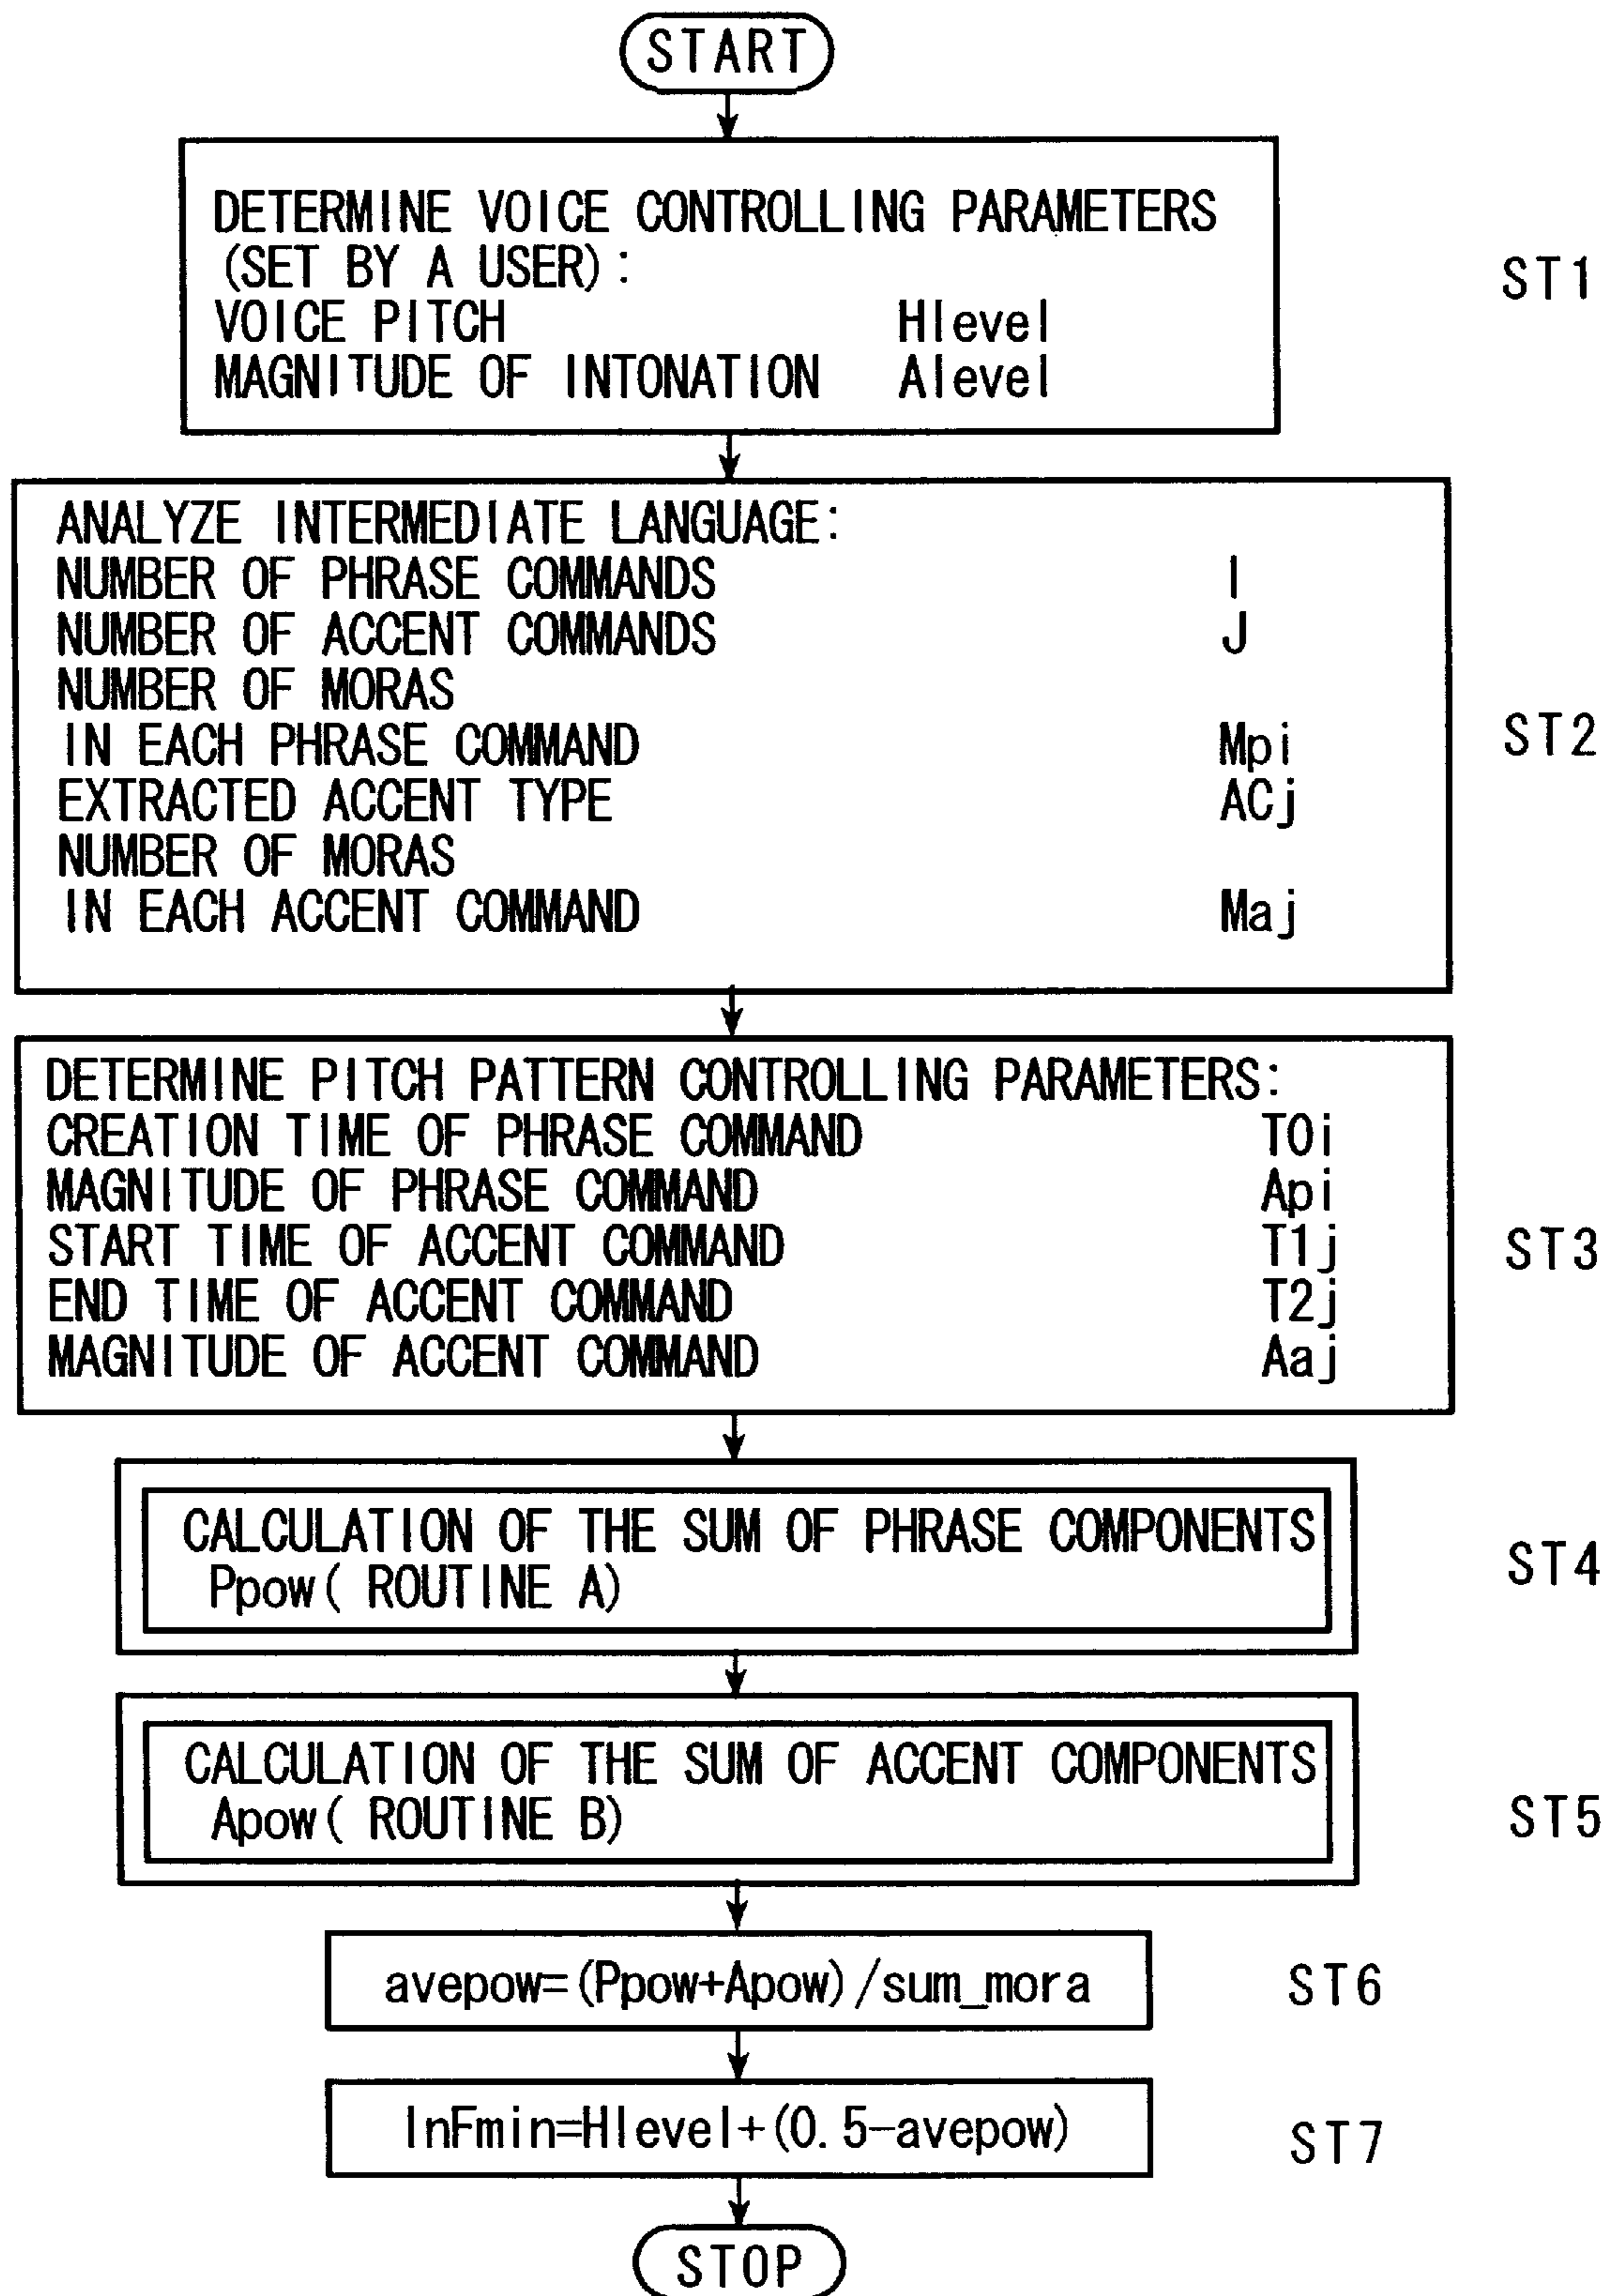 START
DETERMINE VOICE CONTROLLING PARAMETERS
(SET BY A USER):
VOICE PITCH Hlevel
MAGNITUDE OF INTONATION Alevel
ST1
ANALYZE INTERMEDIATE LANGUAGE:
NUMBER OF PHRASE COMMANDS I
NUMBER OF ACCENT COMMANDS J
NUMBER OF MORAS
IN EACH PHRASE COMMAND Mpi
EXTRACTED ACCENT TYPE ACj
NUMBER OF MORAS
IN EACH ACCENT COMMAND Maj
ST2
DETERMINE PITCH PATTERN CONTROLLING PARAMETERS:
CREATION TIME OF PHRASE COMMAND T0i
MAGNITUDE OF PHRASE COMMAND Api
START TIME OF ACCENT COMMAND T1j
END TIME OF ACCENT COMMAND T2j
MAGNITUDE OF ACCENT COMMAND Aaj
ST3
CALCULATION OF THE SUM OF PHRASE COMPONENTS
Ppow( ROUTINE A)
ST4
CALCULATION OF THE SUM OF ACCENT COMPONENTS
Apow( ROUTINE B)
ST5
avepow=(Ppow+Apow)/sum_mora
ST6
lnFmin=Hlevel+(0.5-avepow)
ST7
STOP